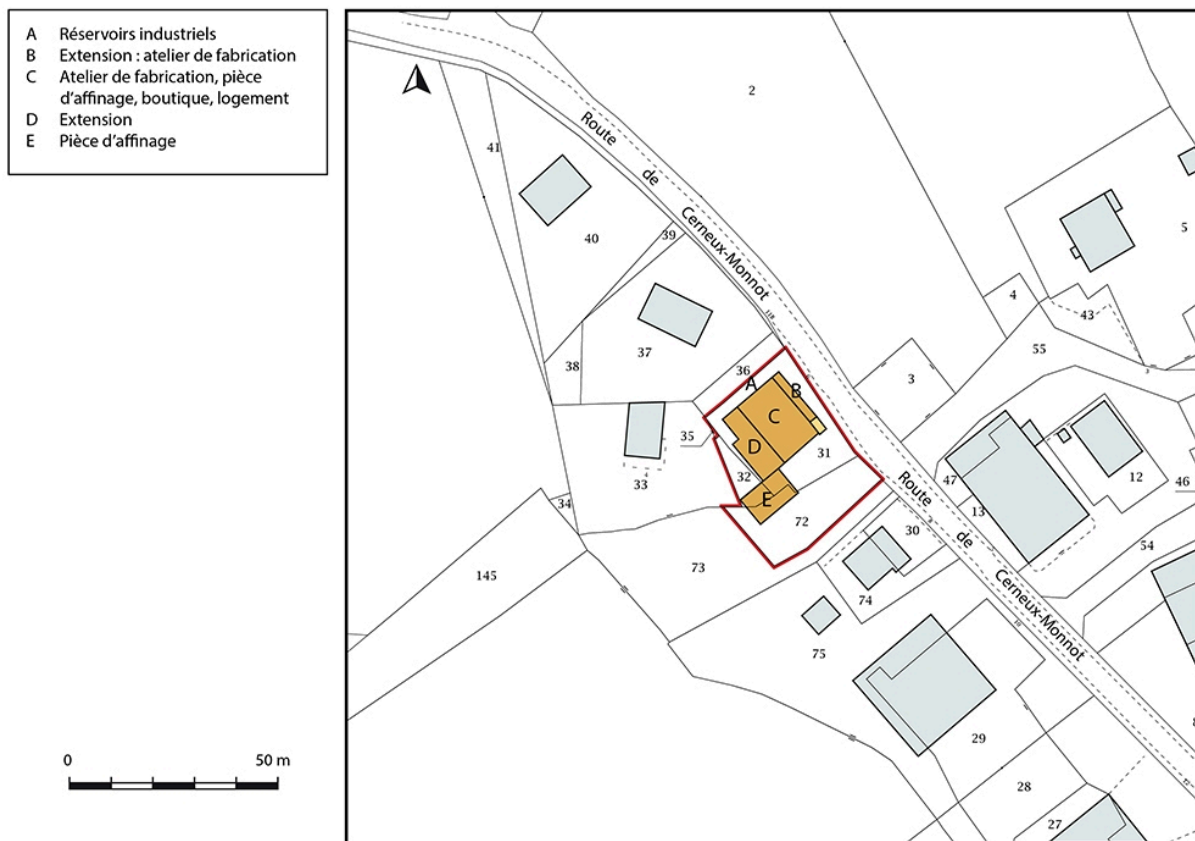 A Réservoirs industriels
B Extension : atelier de fabrication
C Atelier de fabrication, pièce
d'affinage, boutique, logement
D Extension
E Pièce d'affinage
0 50 m
2
Route
de
Cerneux-Monnot
41
40
39
5
4
43
38
37
36
55
3
A
B
C
D
E
35
31
32
33
34
72
73
145
47
13
12
46
54
Route
de
Cerneux-Monnot
30
74
75
29
28
27